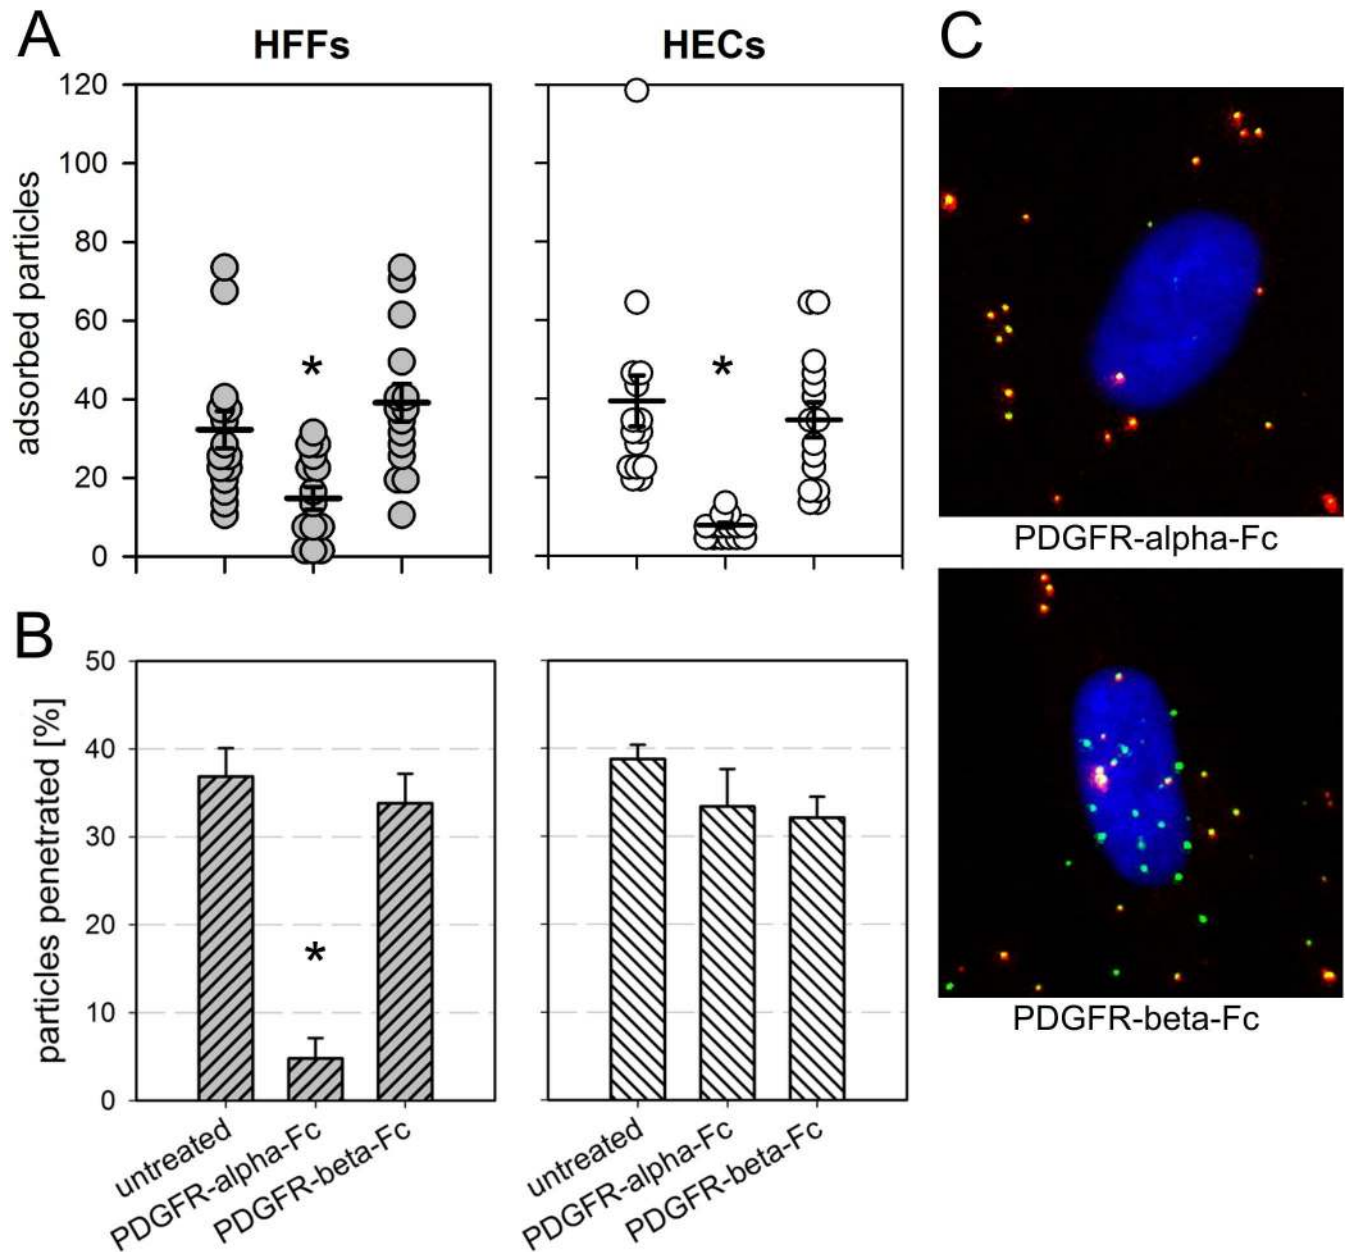 A
HFFs
HECs
C
120
100
80
60
40
20
0
adsorbed particles
*
*
PDGFR-alpha-Fc
B
50
40
30
20
10
0
particles penetrated [%]
*
untreated
PDGFR-alpha-Fc
PDGFR-beta-Fc
untreated
PDGFR-alpha-Fc
PDGFR-beta-Fc
PDGFR-beta-Fc